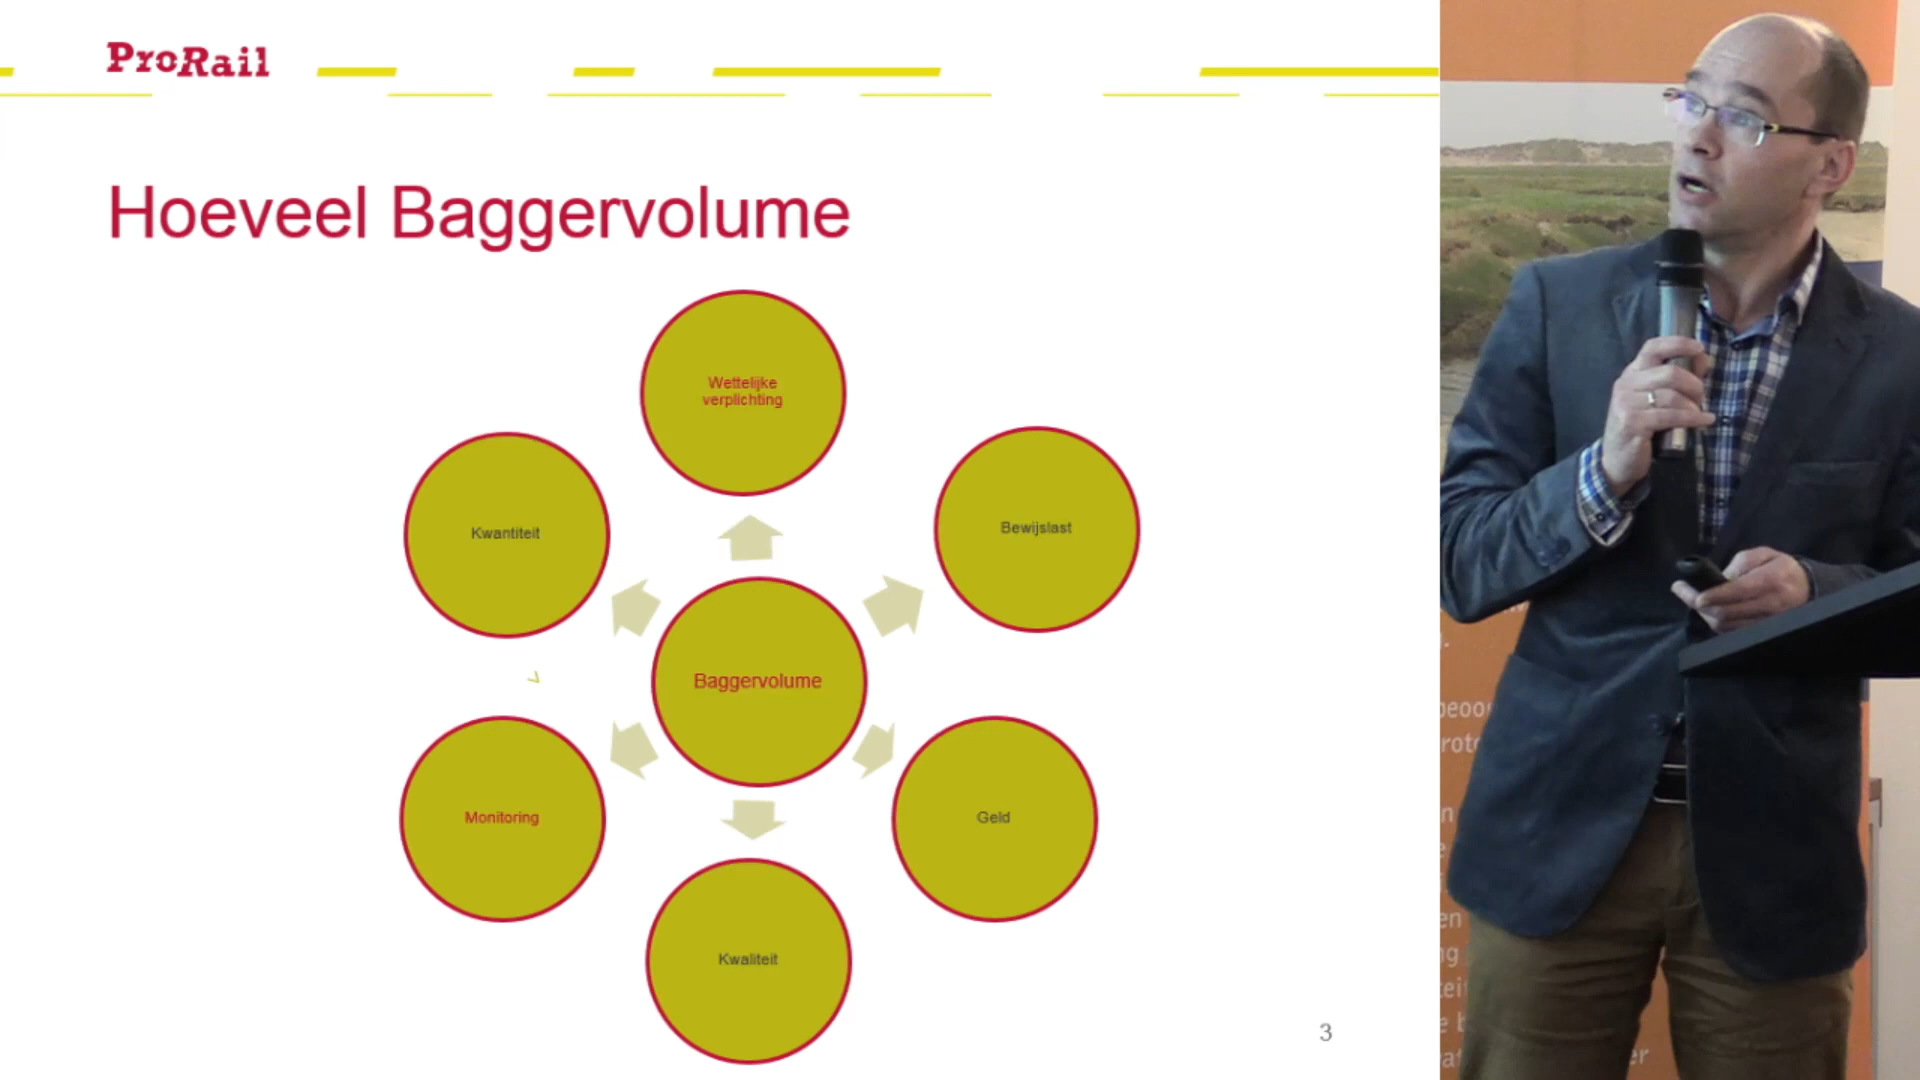 ProRail
Hoeveel Baggervolume
Wettelijke
verplichting
Kwantiteit
Bewijslast
Baggervolume
Monitoring
Geld
Kwaliteit
3